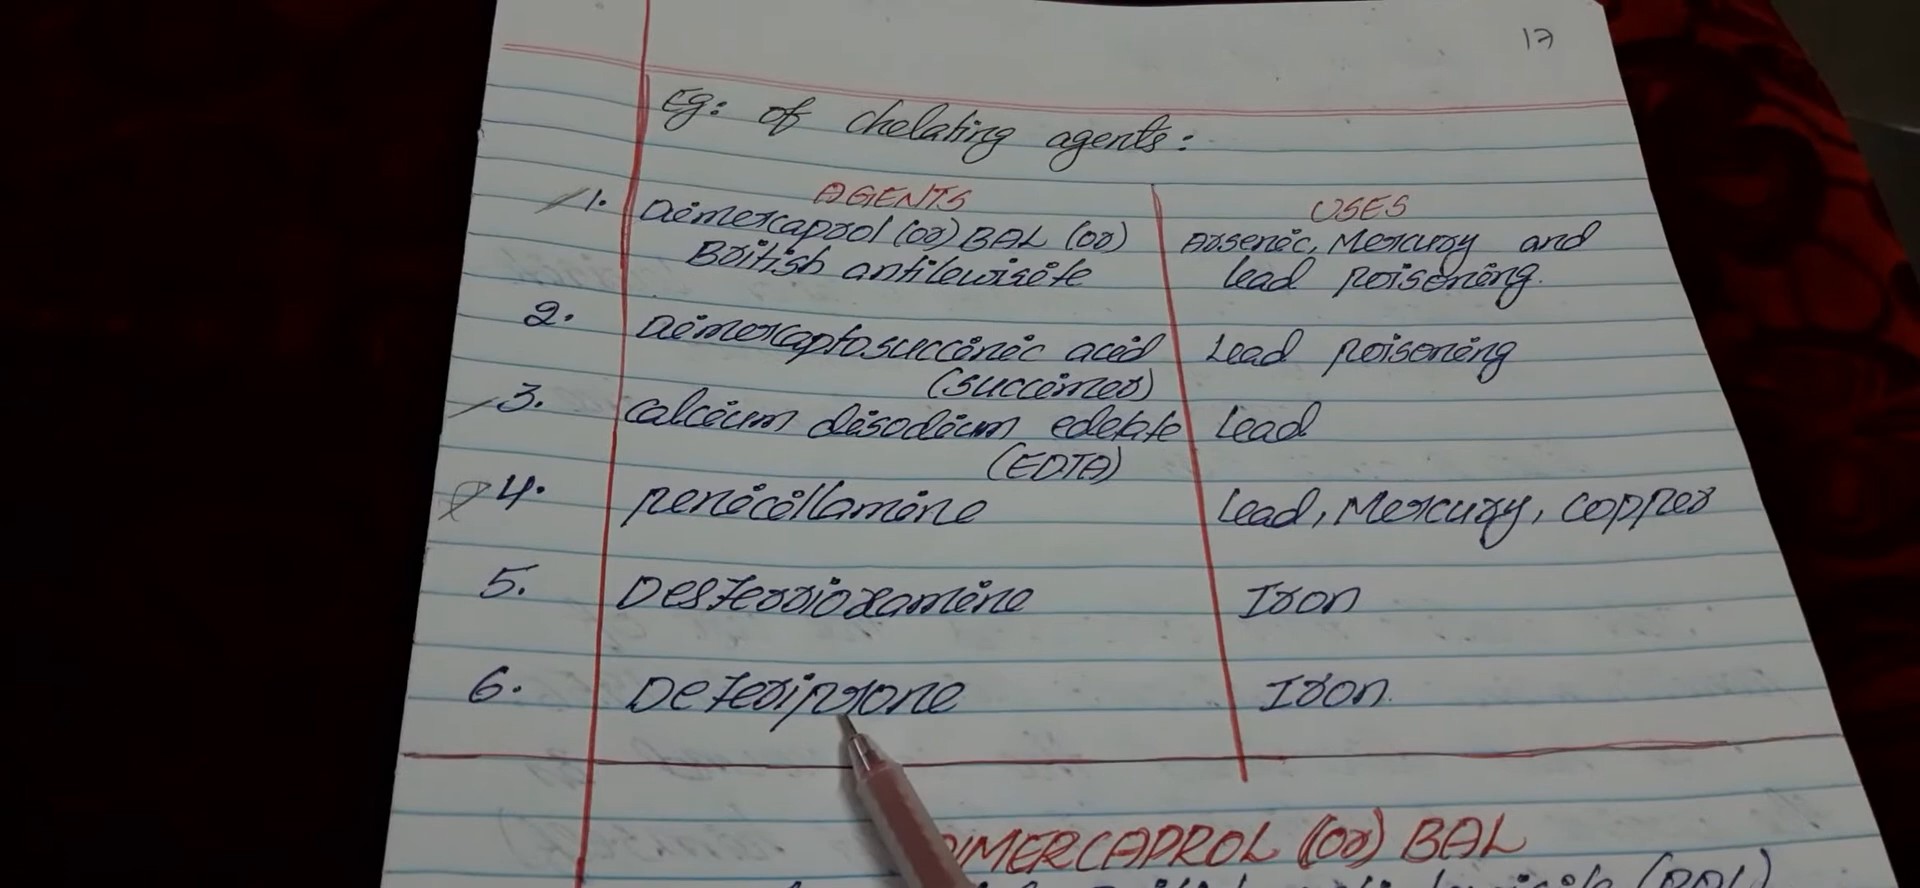 17
Eg: of chelating agents:
AGENTS USES
1. Dimercaprol (or) BAL (or) Arsenic, Mercury and
British antilewisite lead poisoning.
2. Dimercaptosuccinic acid Lead poisoning
(succimer)
3. Calcium disodium edetate Lead
(EDTA)
4. penicillamine Lead, Mercury, copper
5. Desferrioxamine Iron
6. Deferiprone Iron.
DIMERCAPROL (or) BAL